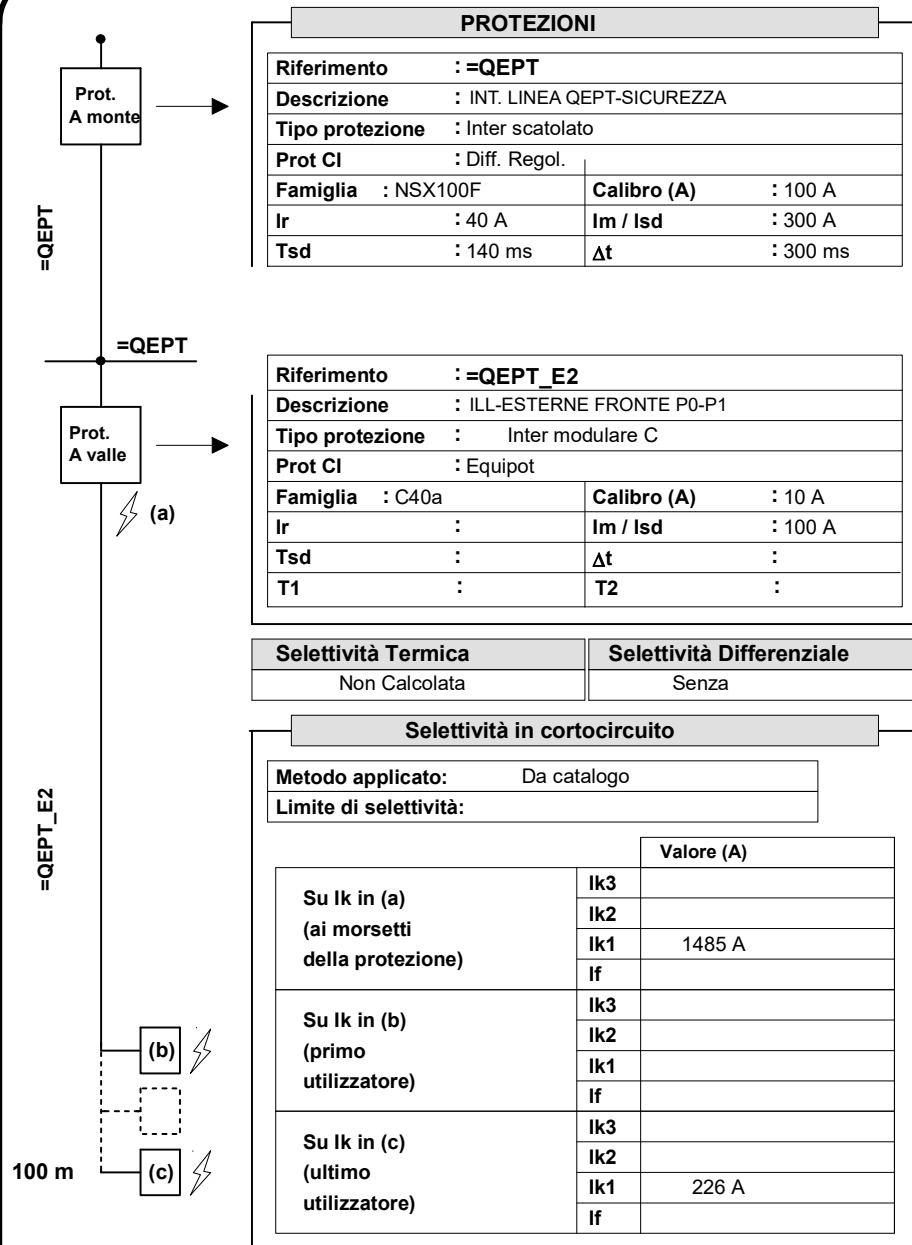 PROTEZIONI
Prot.
A monte
=QEPT
Riferimento : =QEPT
Descrizione : INT. LINEA QEPT-SICUREZZA
Tipo protezione : Inter scatolato
Prot CI : Diff. Regol.
Famiglia : NSX100F Calibro (A) : 100 A
Ir : 40 A Im / Isd : 300 A
Tsd : 140 ms Δt : 300 ms
=QEPT
Prot.
A valle
(a)
Riferimento : =QEPT_E2
Descrizione : ILL-ESTERNE FRONTE P0-P1
Tipo protezione : Inter modulare C
Prot CI : Equipot
Famiglia : C40a Calibro (A) : 10 A
Ir : Im / Isd : 100 A
Tsd : Δt :
T1 : T2 :
Selettività Termica Selettività Differenziale
Non Calcolata Senza
Selettività in cortocircuito
Metodo applicato: Da catalogo
Limite di selettività:
=QEPT_E2
Valore (A)
Su Ik in (a)
(ai morsetti
della protezione)
Ik3
Ik2
Ik1 1485 A
If
Su Ik in (b)
(primo
utilizzatore)
Ik3
Ik2
Ik1
If
Su Ik in (c)
(ultimo
utilizzatore)
Ik3
Ik2
Ik1 226 A
If
(b)
100 m (c)